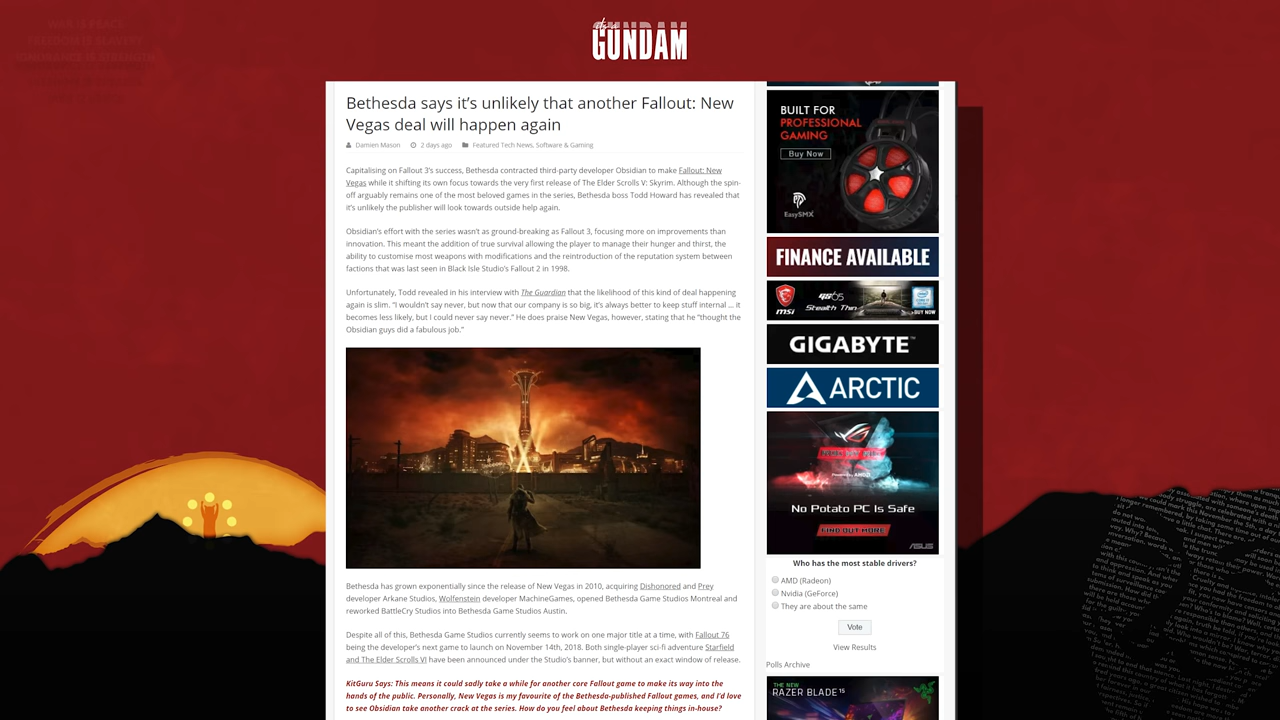 it's a
GUNDAM
Bethesda says it’s unlikely that another Fallout: New
Vegas deal will happen again
Damien Mason 2 days ago Featured Tech News, Software & Gaming
Capitalising on Fallout 3’s success, Bethesda contracted third-party developer Obsidian to make Fallout: New
Vegas while it shifting its own focus towards the very first release of The Elder Scrolls V: Skyrim. Although the spin-
off arguably remains one of the most beloved games in the series, Bethesda boss Todd Howard has revealed that
it’s unlikely the publisher will look towards outside help again.
Obsidian’s effort with the series wasn’t as ground-breaking as Fallout 3, focusing more on improvements than
innovation. This meant the addition of true survival allowing the player to manage their hunger and thirst, the
ability to customise most weapons with modifications and the reintroduction of the reputation system between
factions that was last seen in Black Isle Studio’s Fallout 2 in 1998.
Unfortunately, Todd revealed in his interview with The Guardian that the likelihood of this kind of deal happening
again is slim. “I wouldn’t say never, but now that our company is so big, it’s always better to keep stuff internal … it
becomes less likely, but I could never say never.” He does praise New Vegas, however, stating that he “thought the
Obsidian guys did a fabulous job.”
Bethesda has grown exponentially since the release of New Vegas in 2010, acquiring Dishonored and Prey
developer Arkane Studios, Wolfenstein developer MachineGames, opened Bethesda Game Studios Montreal and
reworked BattleCry Studios into Bethesda Game Studios Austin.
Despite all of this, Bethesda Game Studios currently seems to work on one major title at a time, with Fallout 76
being the developer’s next game to launch on November 14th, 2018. Both single-player sci-fi adventure Starfield
and The Elder Scrolls VI have been announced under the Studio’s banner, but without an exact window of release.
KitGuru Says: This means it could sadly take a while for another core Fallout game to make its way into the
hands of the public. Personally, New Vegas is my favourite of the Bethesda-published Fallout games, and I’d love
to see Obsidian take another crack at the series. How do you feel about Bethesda keeping things in-house?
BUILT FOR
PROFESSIONAL
GAMING
Buy Now
EasySMX
FINANCE AVAILABLE
msi
GS65
Stealth Thin
BUY NOW
GIGABYTE™
ARCTIC
No Potato PC Is Safe
FIND OUT MORE
ASUS
Who has the most stable drivers?
AMD (Radeon)
Nvidia (GeForce)
They are about the same
Vote
View Results
Polls Archive
THE NEW
RAZER BLADE 15